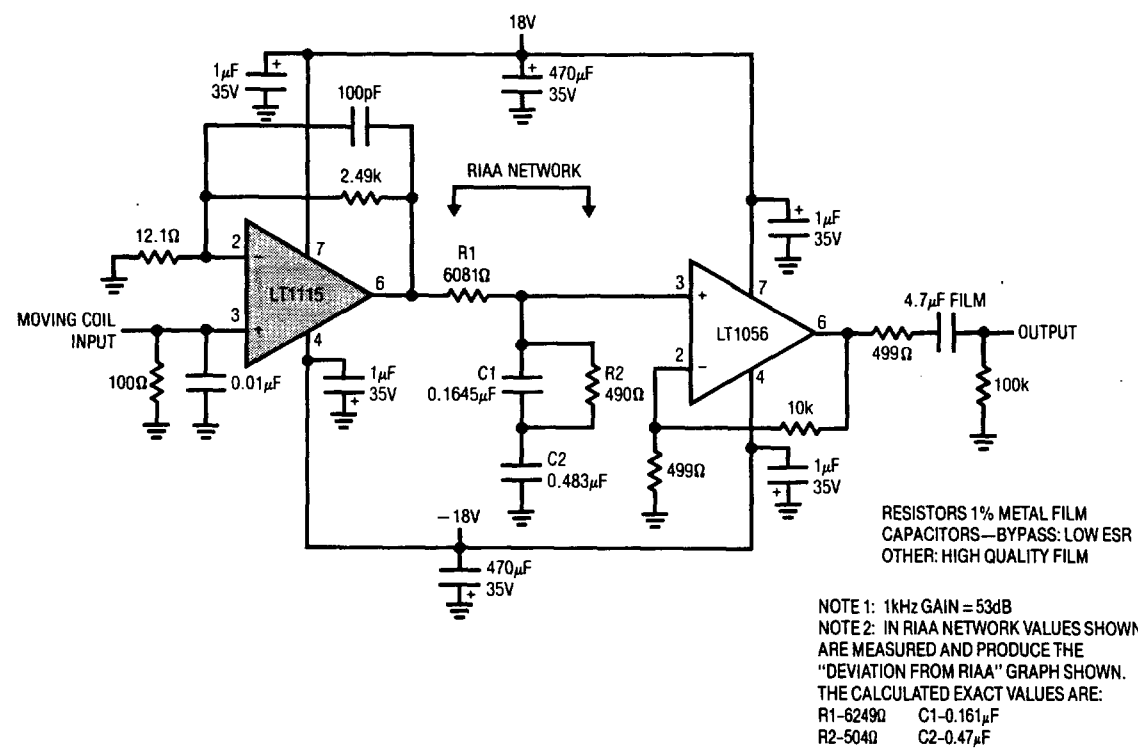 18V
1µF
35V
+
470µF
35V
+
100pF
2.49k
RIAA NETWORK
12.1Ω
2
−
7
LT1115
6
R1
6081Ω
MOVING COIL
INPUT
3
+
4
100Ω
0.01µF
1µF
35V
+
C1
0.1645µF
R2
490Ω
C2
0.483µF
+
1µF
35V
3
+
7
LT1056
6
2
−
4
499Ω
4.7µF FILM
OUTPUT
100k
10k
499Ω
1µF
35V
+
−18V
470µF
35V
+
RESISTORS 1% METAL FILM
CAPACITORS—BYPASS: LOW ESR
OTHER: HIGH QUALITY FILM
NOTE 1: 1kHz GAIN = 53dB
NOTE 2: IN RIAA NETWORK VALUES SHOWN
ARE MEASURED AND PRODUCE THE
"DEVIATION FROM RIAA" GRAPH SHOWN.
THE CALCULATED EXACT VALUES ARE:
R1–6249Ω C1–0.161µF
R2–504Ω C2–0.47µF